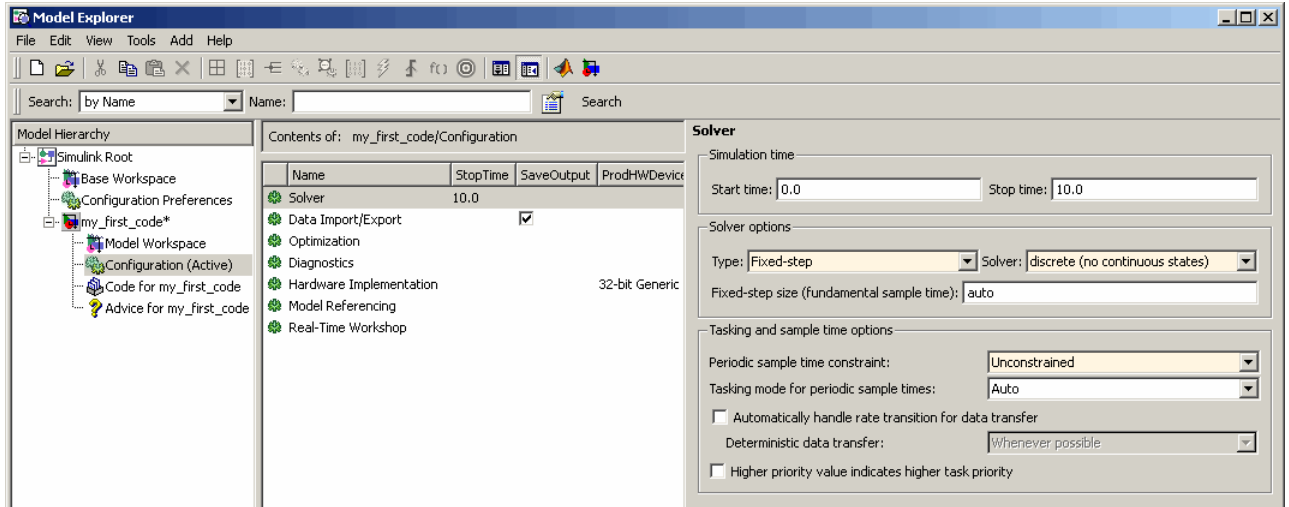 Model Explorer
File Edit View Tools Add Help
Search: by Name Name: Search
Model Hierarchy
Simulink Root
Base Workspace
Configuration Preferences
my_first_code*
Model Workspace
Configuration (Active)
Code for my_first_code
Advice for my_first_code
Contents of: my_first_code/Configuration
Name StopTime SaveOutput ProdHWDevice
Solver 10.0
Data Import/Export
Optimization
Diagnostics
Hardware Implementation 32-bit Generic
Model Referencing
Real-Time Workshop
Solver
Simulation time
Start time: 0.0 Stop time: 10.0
Solver options
Type: Fixed-step Solver: discrete (no continuous states)
Fixed-step size (fundamental sample time): auto
Tasking and sample time options
Periodic sample time constraint: Unconstrained
Tasking mode for periodic sample times: Auto
Automatically handle rate transition for data transfer
Deterministic data transfer: Whenever possible
Higher priority value indicates higher task priority